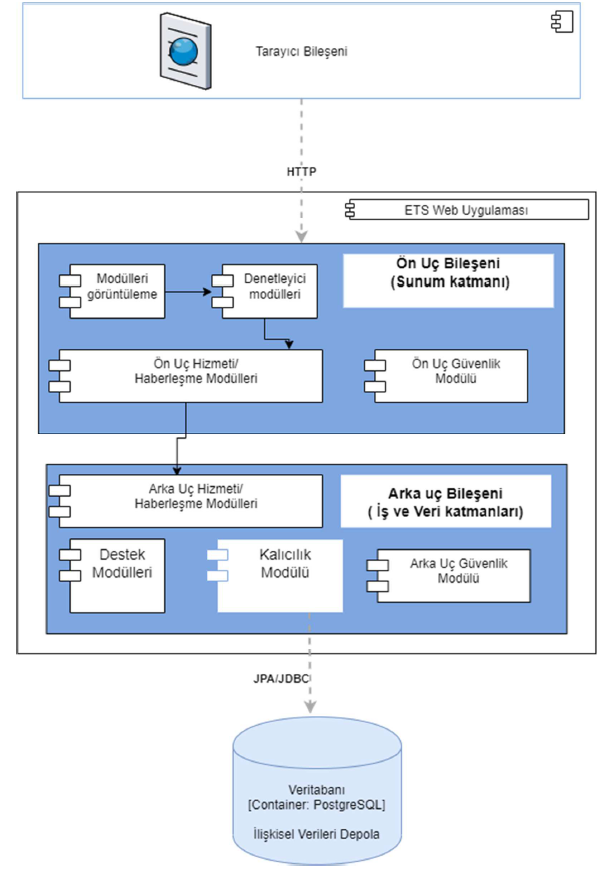 Tarayıcı Bileşeni
HTTP
ETS Web Uygulaması
Ön Uç Bileşeni
(Sunum katmanı)
Modülleri
görüntüleme
Denetleyici
modülleri
Ön Uç Hizmeti/
Haberleşme Modülleri
Ön Uç Güvenlik
Modülü
Arka Uç Hizmeti/
Haberleşme Modülleri
Arka uç Bileşeni
( İş ve Veri katmanları)
Destek
Modülleri
Kalıcılık
Modülü
Arka Uç Güvenlik
Modülü
JPA/JDBC
Veritabanı
[Container: PostgreSQL]
İlişkisel Verileri Depola